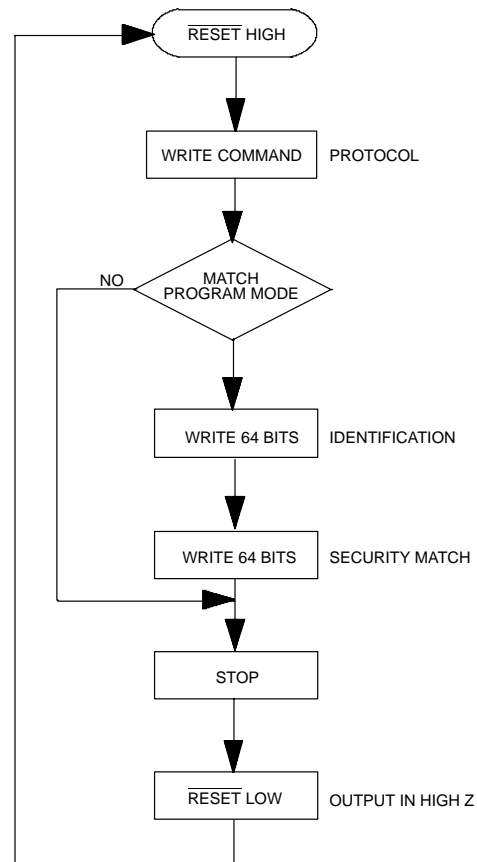 RESET HIGH
WRITE COMMAND PROTOCOL
MATCH
PROGRAM MODE
NO
WRITE 64 BITS IDENTIFICATION
WRITE 64 BITS SECURITY MATCH
STOP
RESET LOW OUTPUT IN HIGH Z